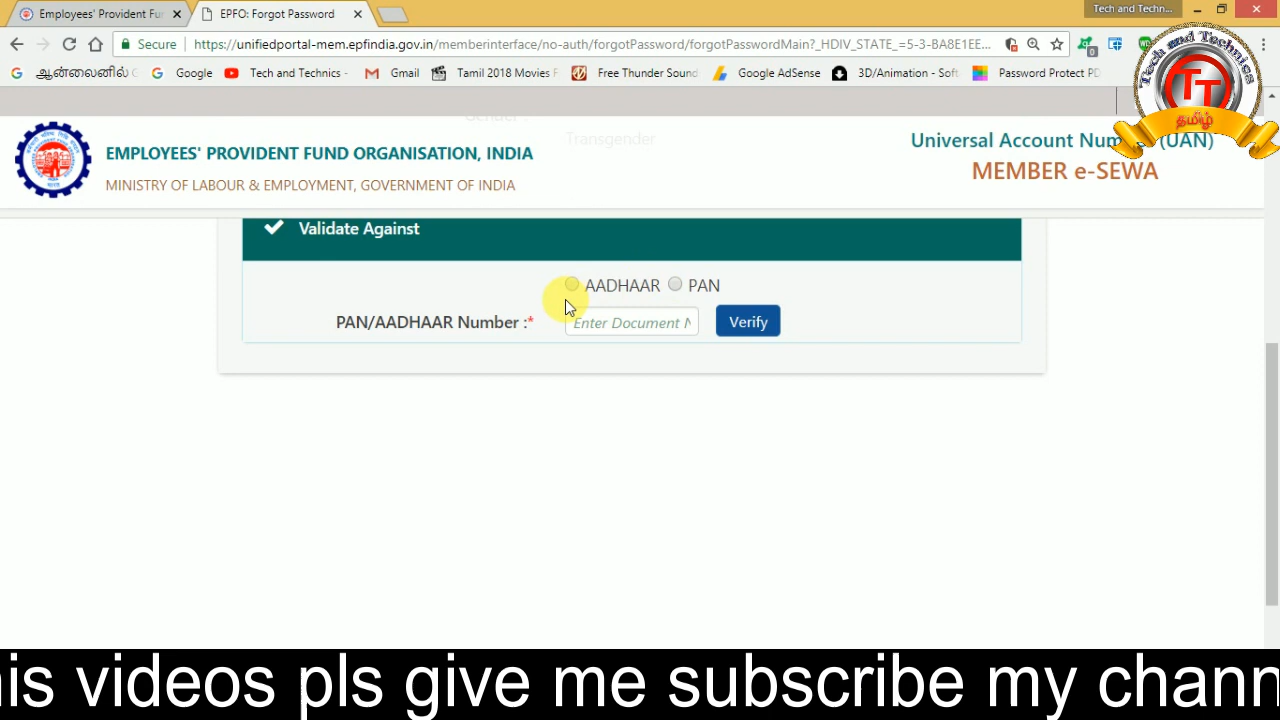 Employees' Provident Fu
EPFO: Forgot Password
Tech and Techn...
Secure
https://unifiedportal-mem.epfindia.gov.in/memberinterface/no-auth/forgotPassword/forgotPasswordMain?_HDIV_STATE_=5-3-BA8E1EE...
0
ஆன்லைனில் G
Google
Tech and Technics -
Gmail
Tamil 2018 Movies F
Free Thunder Sound
Google AdSense
3D/Animation - Soft
Password Protect PD
Tech and Technics
TT
தமிழ்
Gender :
Transgender
EMPLOYEES' PROVIDENT FUND ORGANISATION, INDIA
MINISTRY OF LABOUR & EMPLOYMENT, GOVERNMENT OF INDIA
Universal Account Num (UAN)
MEMBER e-SEWA
Validate Against
AADHAAR PAN
PAN/AADHAAR Number :*
Enter Document N
Verify
is videos pls give me subscribe my chann